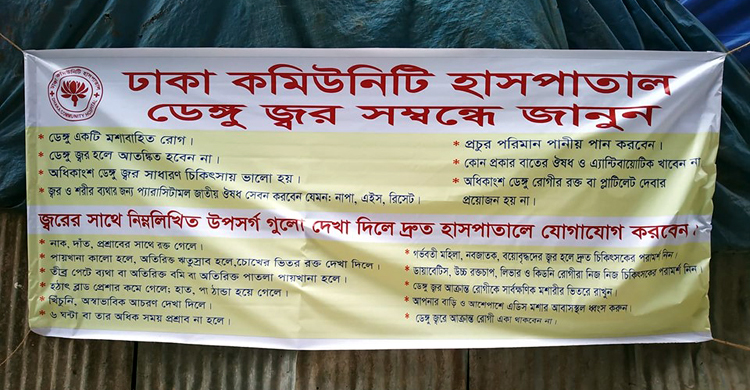 ঢাকা কমিউনিটি হাসপাতাল
DHAKA COMMUNITY HOSPITAL
ডেঙ্গু জ্বর সম্বন্ধে জানুন
* ডেঙ্গু একটি মশাবাহিত রোগ।
* ডেঙ্গু জ্বর হলে আতঙ্কিত হবেন না।
* অধিকাংশ ডেঙ্গু জ্বর সাধারণ চিকিৎসায় ভালো হয়।
* জ্বর ও শরীর ব্যথার জন্য প্যারাসিটামল জাতীয় ঔষধ সেবন করবেন যেমন: নাপা, এইস, রিসেট।
* প্রচুর পরিমান পানীয় পান করবেন।
* কোন প্রকার বাতের ঔষধ ও এ্যান্টিবায়োটিক খাবেন না
* অধিকাংশ ডেঙ্গু রোগীর রক্ত বা প্লাটিলেট দেবার
প্রয়োজন হয় না।
জ্বরের সাথে নিম্নলিখিত উপসর্গ গুলো দেখা দিলে দ্রুত হাসপাতালে যোগাযোগ করবেন।
* নাক, দাঁত, প্রশ্রাবের সাথে রক্ত গেলে।
* পায়খানা কালো হলে, অতিরিক্ত ঋতুস্রাব হলে,চোখের ভিতর রক্ত দেখা দিলে।
* তীব্র পেটে ব্যথা বা অতিরিক্ত বমি বা অতিরিক্ত পাতলা পায়খানা হলে।
* হঠাৎ ব্লাড প্রেশার কমে গেলে; হাত, পা ঠান্ডা হয়ে গেলে।
* খিঁচুনি, অস্বাভাবিক আচরণ দেখা দিলে।
* ৬ ঘন্টা বা তার অধিক সময় প্রশ্রাব না হলে।
* গর্ভবতী মহিলা, নবজাতক, বয়োবৃদ্ধদের জ্বর হলে দ্রুত চিকিৎসকের পরামর্শ নিন।
* ডায়াবেটিস, উচ্চ রক্তচাপ, লিভার ও কিডনি রোগীরা নিজ নিজ চিকিৎসকের পরামর্শ নিন
* ডেঙ্গু জ্বর আক্রান্ত রোগীকে সার্বক্ষণিক মশারীর ভিতরে রাখুন।
* আপনার বাড়ি ও আশেপাশে এডিস মশার আবাসস্থল ধ্বংস করুন।
* ডেঙ্গু জ্বরে আক্রান্ত রোগী একা থাকবেন না।